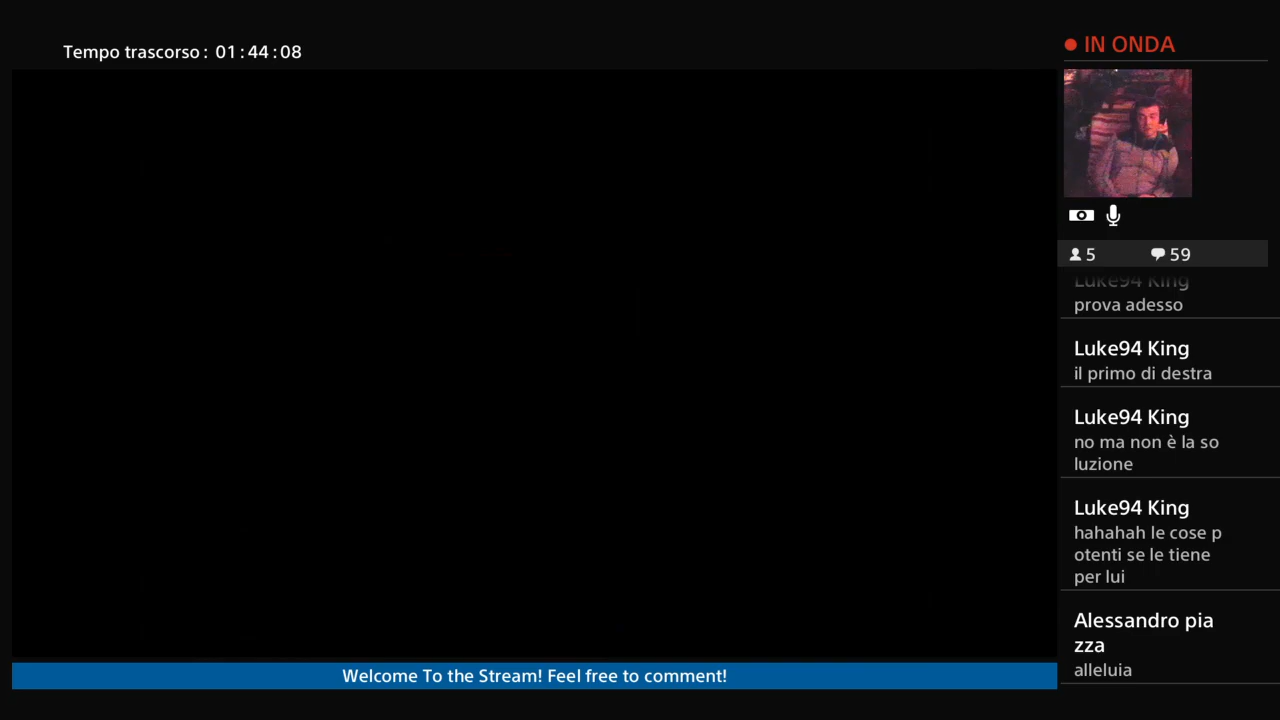 Tempo trascorso : 01:44:08
IN ONDA
5 59
Luke94 King
prova adesso
Luke94 King
il primo di destra
Luke94 King
no ma non è la so
luzione
Luke94 King
hahahah le cose p
otenti se le tiene
per lui
Alessandro pia
zza
alleluia
Welcome To the Stream! Feel free to comment!